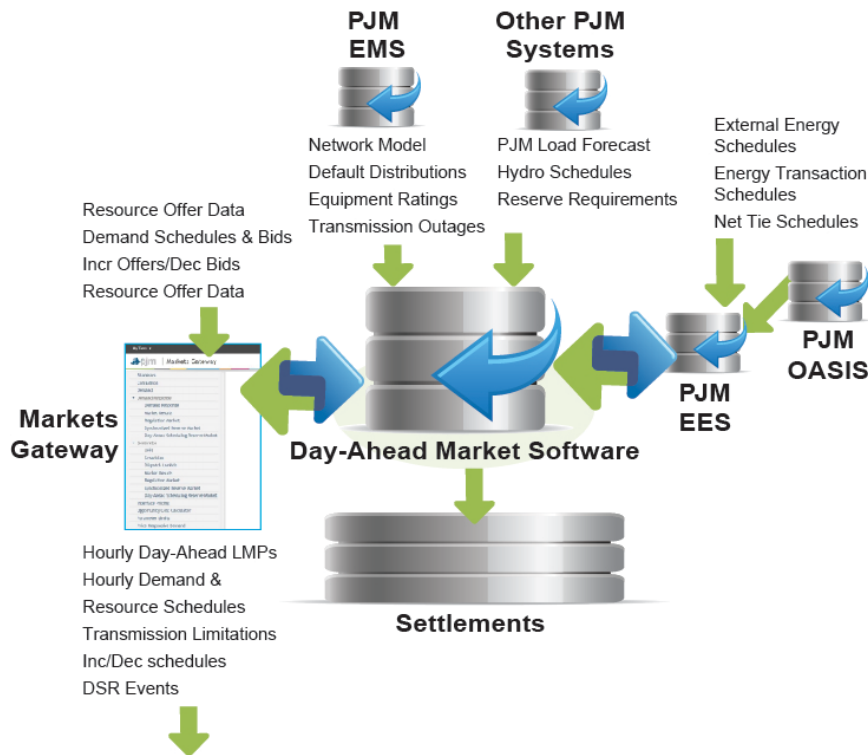 PJM
EMS
Other PJM
Systems
Network Model
Default Distributions
Equipment Ratings
Transmission Outages
PJM Load Forecast
Hydro Schedules
Reserve Requirements
External Energy
Schedules
Energy Transaction
Schedules
Net Tie Schedules
Resource Offer Data
Demand Schedules & Bids
Incr Offers/Dec Bids
Resource Offer Data
pjm Markets Gateway
Markets
Gateway
Day-Ahead Market Software
PJM
EES
PJM
OASIS
Hourly Day-Ahead LMPs
Hourly Demand &
Resource Schedules
Transmission Limitations
Inc/Dec schedules
DSR Events
Settlements